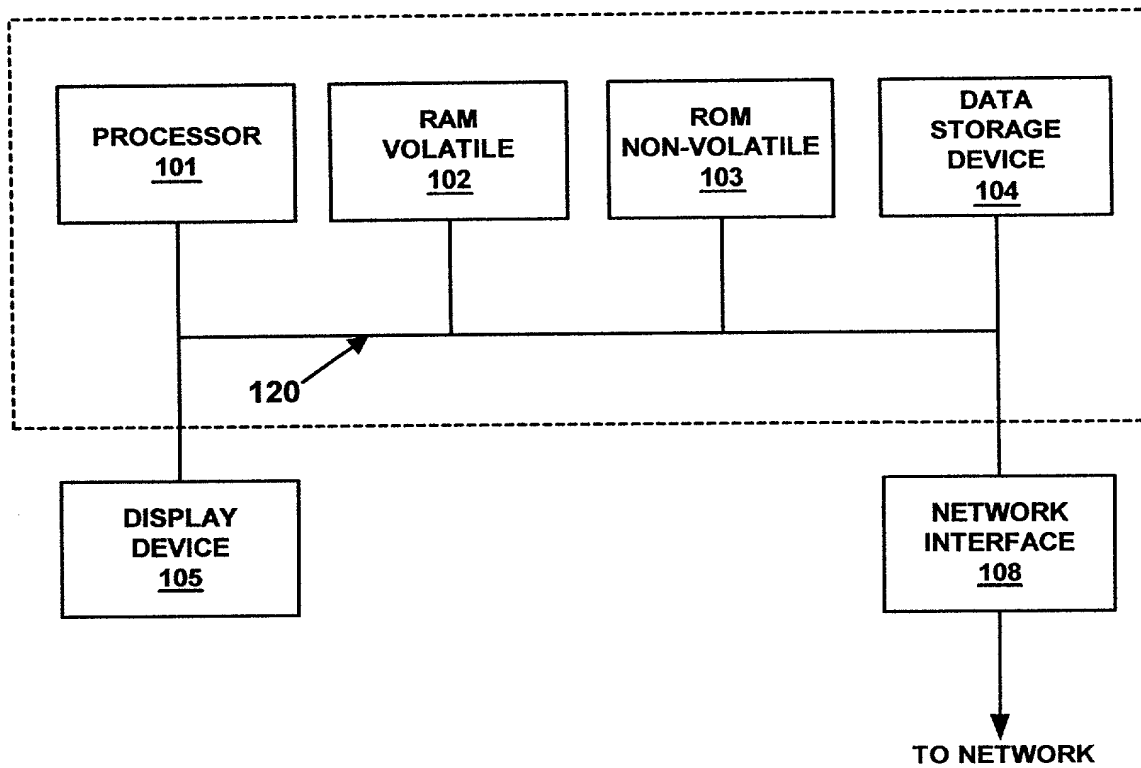 PROCESSOR
101
RAM
VOLATILE
102
ROM
NON-VOLATILE
103
DATA
STORAGE
DEVICE
104
120
DISPLAY
DEVICE
105
NETWORK
INTERFACE
108
TO NETWORK